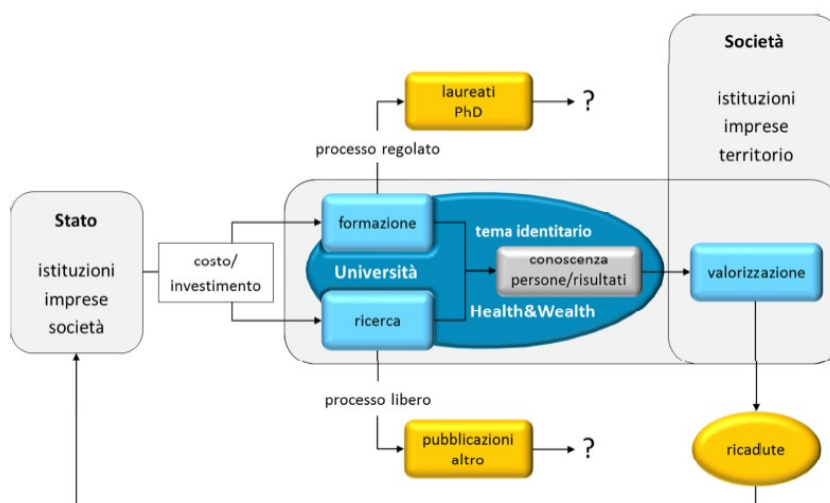 Società
istituzioni
imprese
territorio
laureati
PhD
?
processo regolato
Stato
istituzioni
imprese
società
costo/
investimento
formazione
tema identitario
Università
conoscenza
persone/risultati
valorizzazione
Health&Wealth
ricerca
processo libero
pubblicazioni
altro
?
ricadute